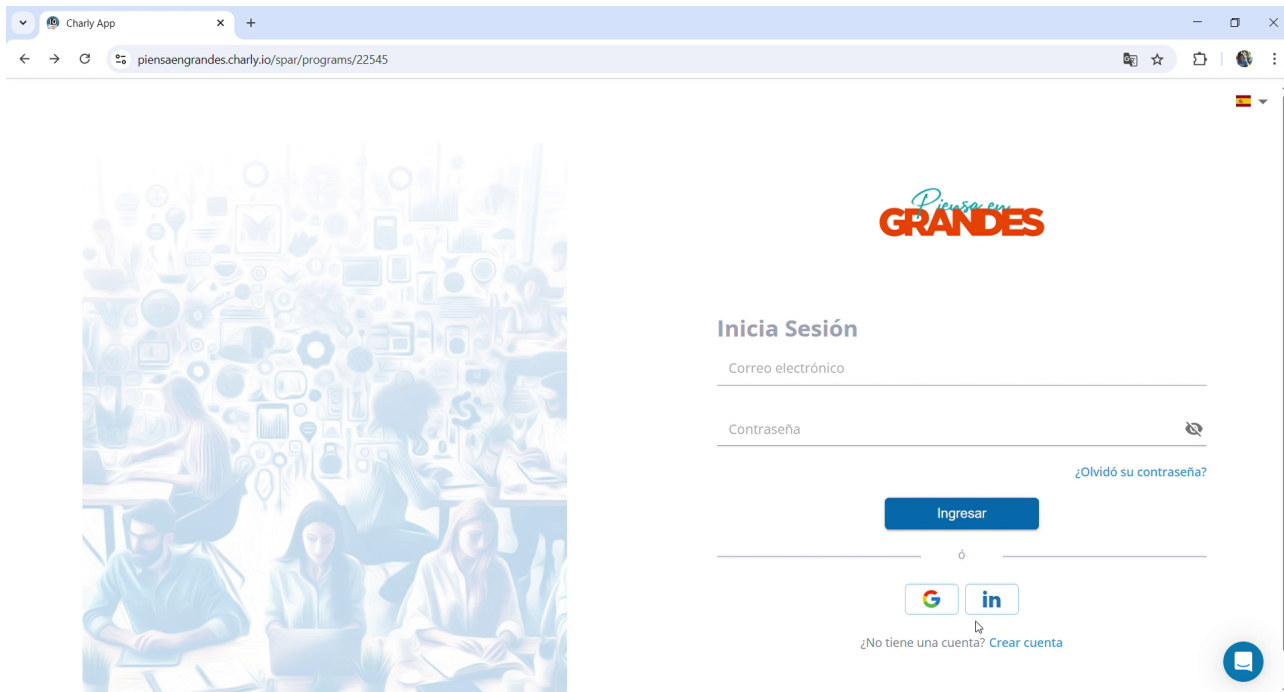 Charly App
piensaengrandes.charly.io/spar/programs/22545
Piensa en
GRANDES
Inicia Sesión
Correo electrónico
Contraseña
¿Olvidó su contraseña?
Ingresar
ó
in
¿No tiene una cuenta? Crear cuenta